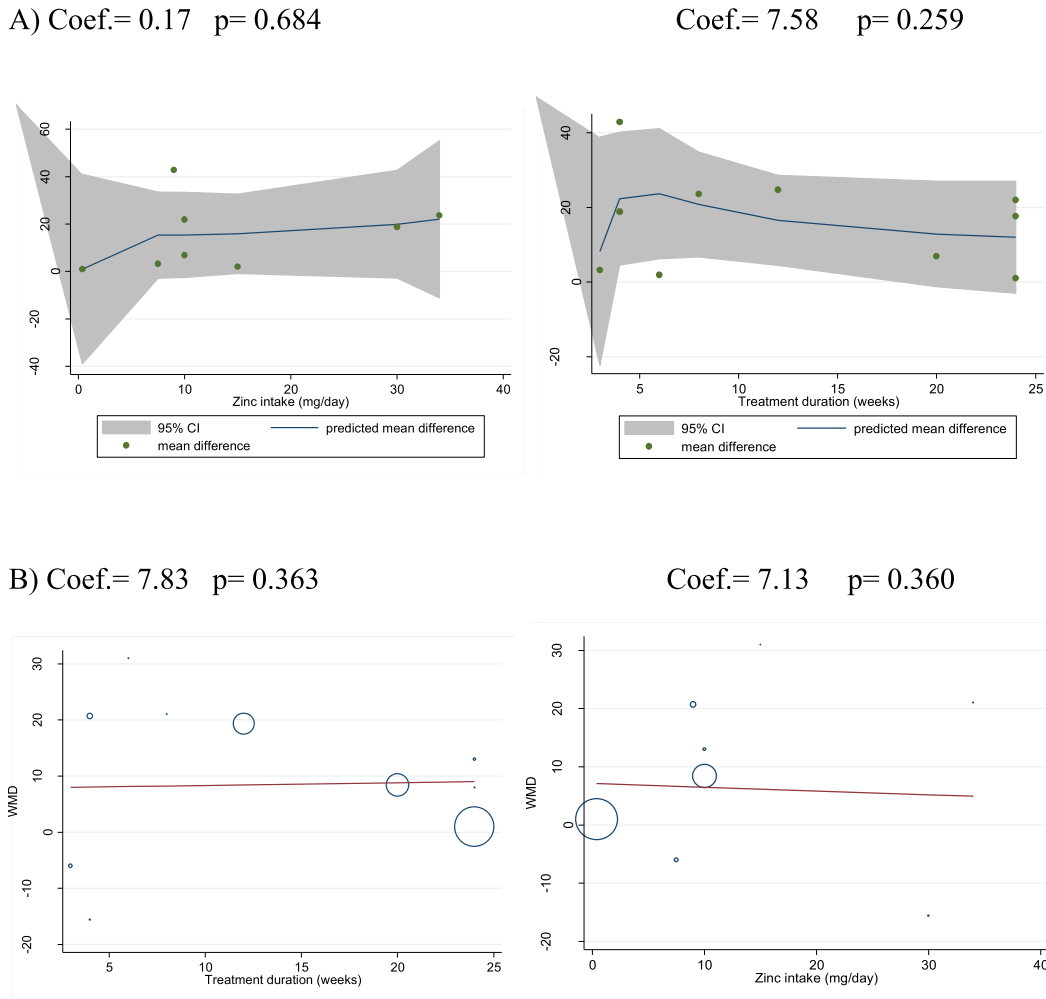 A) Coef.= 0.17 p= 0.684
Coef.= 7.58 p= 0.259
60
40
20
0
-20
-40
0 10 20 30 40
Zinc intake (mg/day)
95% CI predicted mean difference
mean difference
40
20
0
-20
5 10 15 20 25
Treatment duration (weeks)
95% CI predicted mean difference
mean difference
B) Coef.= 7.83 p= 0.363
Coef.= 7.13 p= 0.360
WMD
30
20
10
0
-10
-20
5 10 15 20 25
Treatment duration (weeks)
WMD
30
20
10
0
-10
-20
0 10 20 30 40
Zinc intake (mg/day)